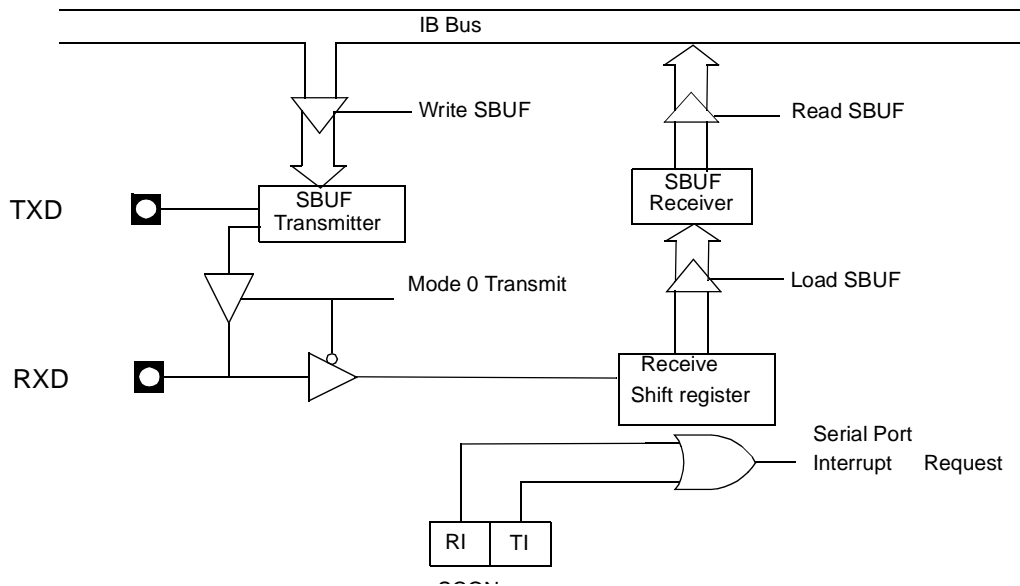 IB Bus
Write SBUF
Read SBUF
TXD
SBUF
Transmitter
SBUF
Receiver
Mode 0 Transmit
Load SBUF
RXD
Receive
Shift register
Serial Port
Interrupt Request
RI TI